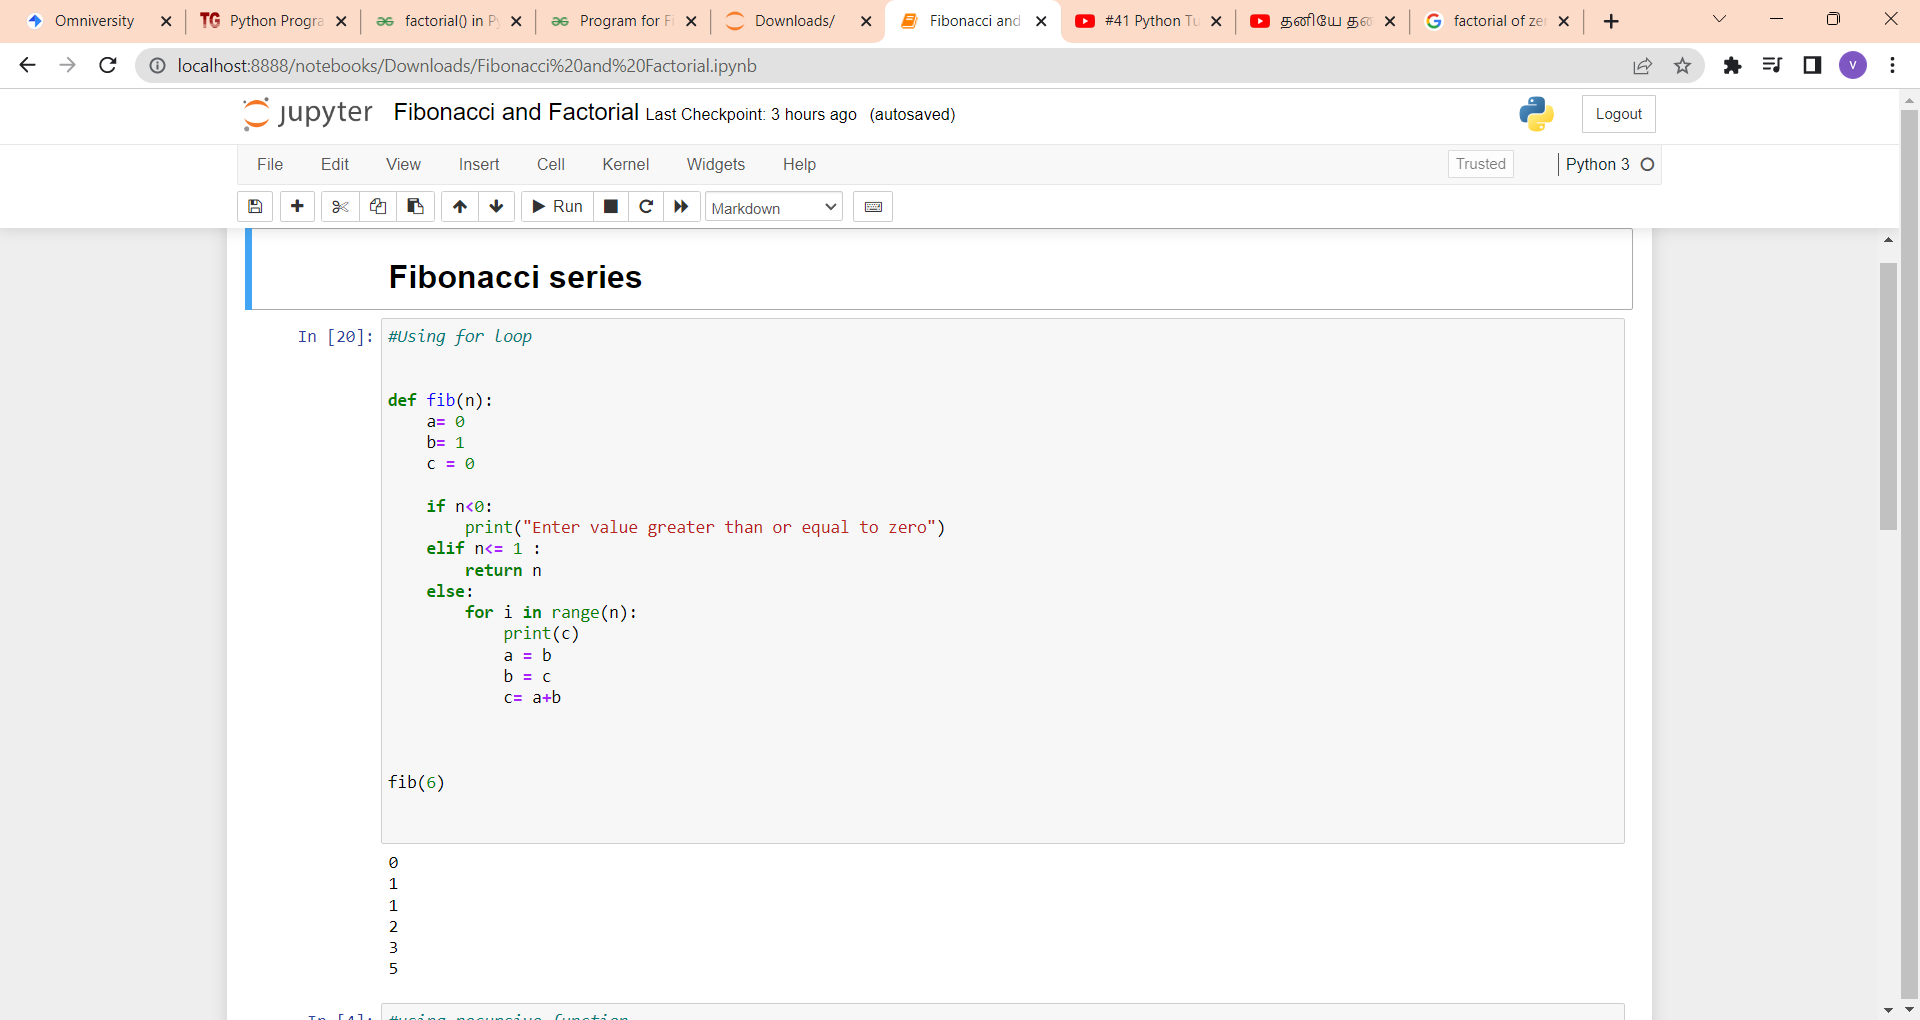 Omniversity
Python Progra
factorial() in Py
Program for Fi
Downloads/
Fibonacci and
#41 Python Tu
தனியே தன
factorial of zer
localhost:8888/notebooks/Downloads/Fibonacci%20and%20Factorial.ipynb
V
jupyter Fibonacci and Factorial Last Checkpoint: 3 hours ago (autosaved)
Logout
File Edit View Insert Cell Kernel Widgets Help
Trusted
Python 3
Run
Markdown
Fibonacci series
In [20]: #Using for loop
def fib(n):
a= 0
b= 1
c = 0
if n<0:
print("Enter value greater than or equal to zero")
elif n<= 1 :
return n
else:
for i in range(n):
print(c)
a = b
b = c
c= a+b
fib(6)
0
1
1
2
3
5
In [4]: #using recursive function